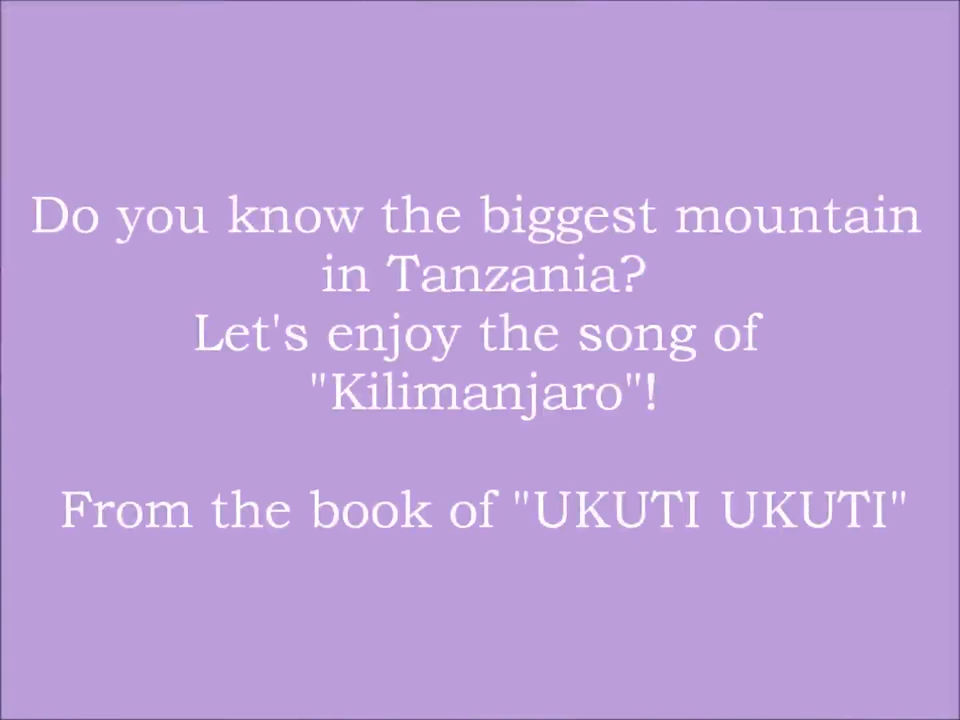 Do you know the biggest mountain
in Tanzania?
Let's enjoy the song of
"Kilimanjaro"!
From the book of "UKUTI UKUTI"